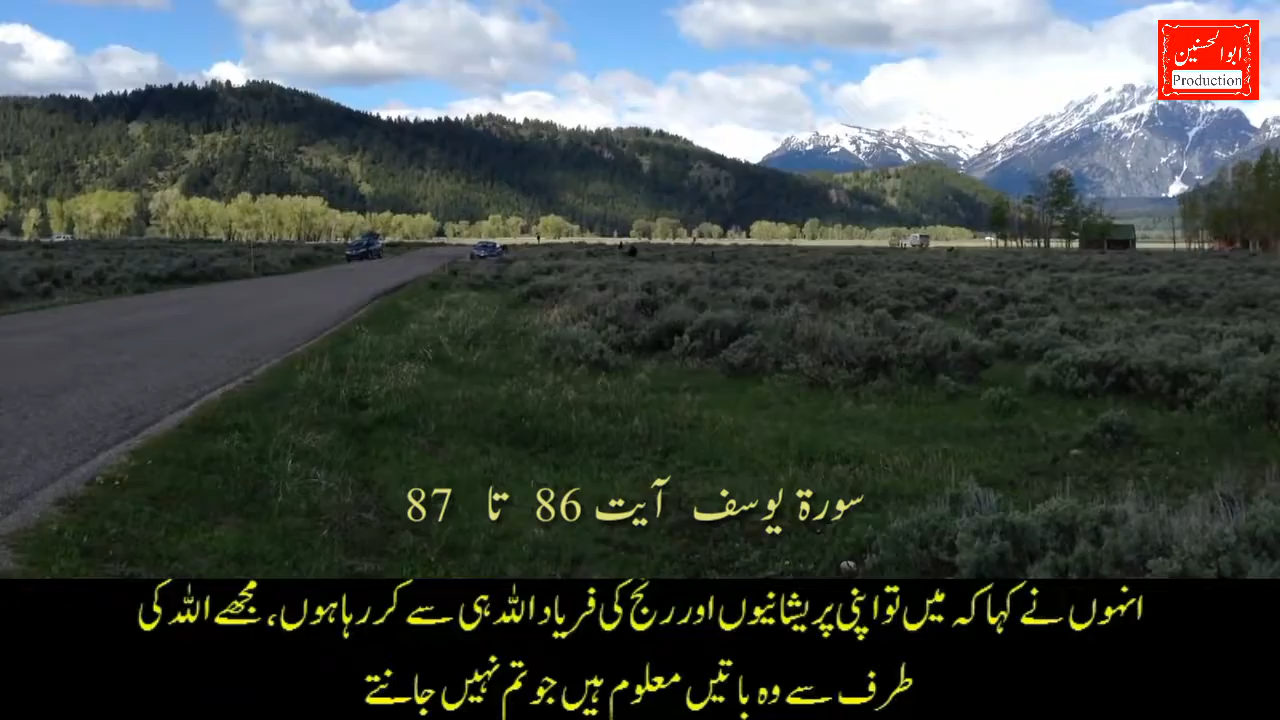 ابوالحسنین
Production
سورۃ یوسف آیت 86 تا 87
انہوں نے کہا کہ میں تو اپنی پریشانیوں اور رنج کی فریاد اللہ ہی سے کر رہا ہوں، مجھے اللہ کی
طرف سے وہ باتیں معلوم ہیں جو تم نہیں جانتے